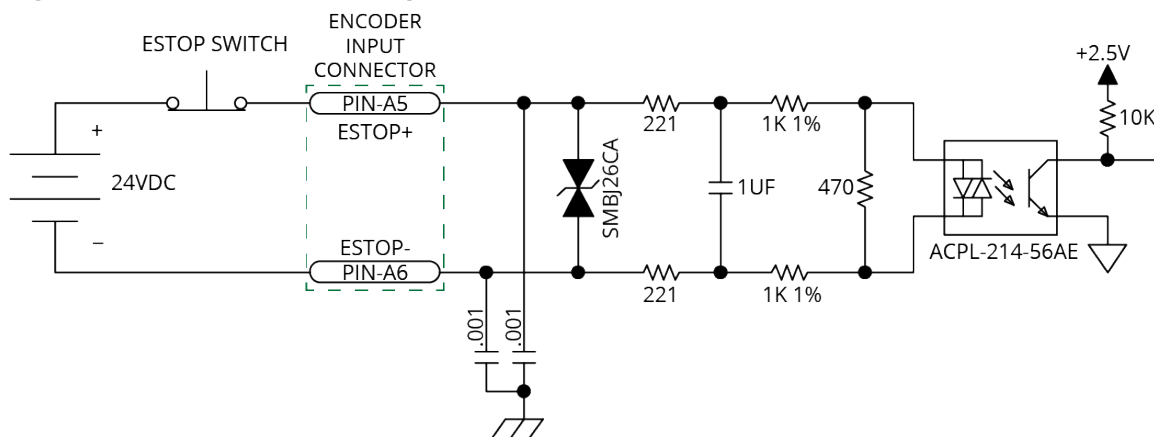 ENCODER
INPUT
CONNECTOR
ESTOP SWITCH
+2.5V
PIN-A5
ESTOP+
221
1K 1%
10K
+
24VDC
SMBJ26CA
1UF
470
–
ESTOP-
PIN-A6
ACPL-214-56AE
221
1K 1%
.001
.001